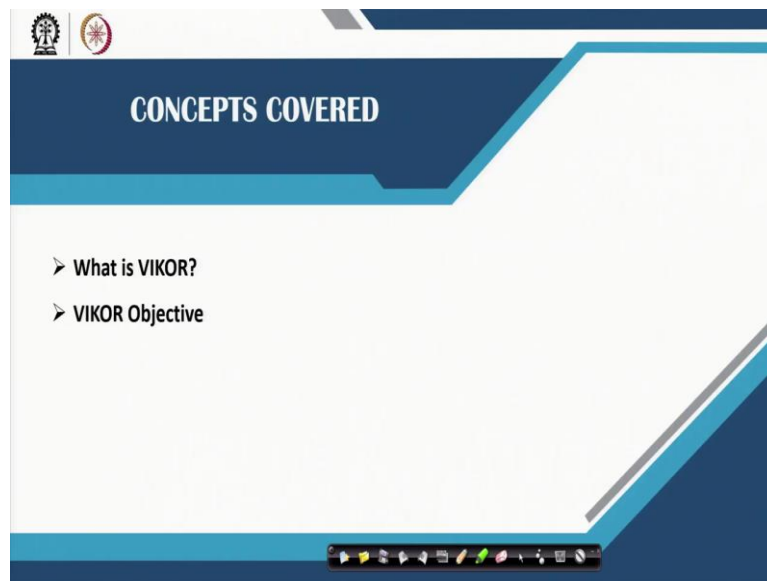 CONCEPTS COVERED
➢ What is VIKOR?
➢ VIKOR Objective